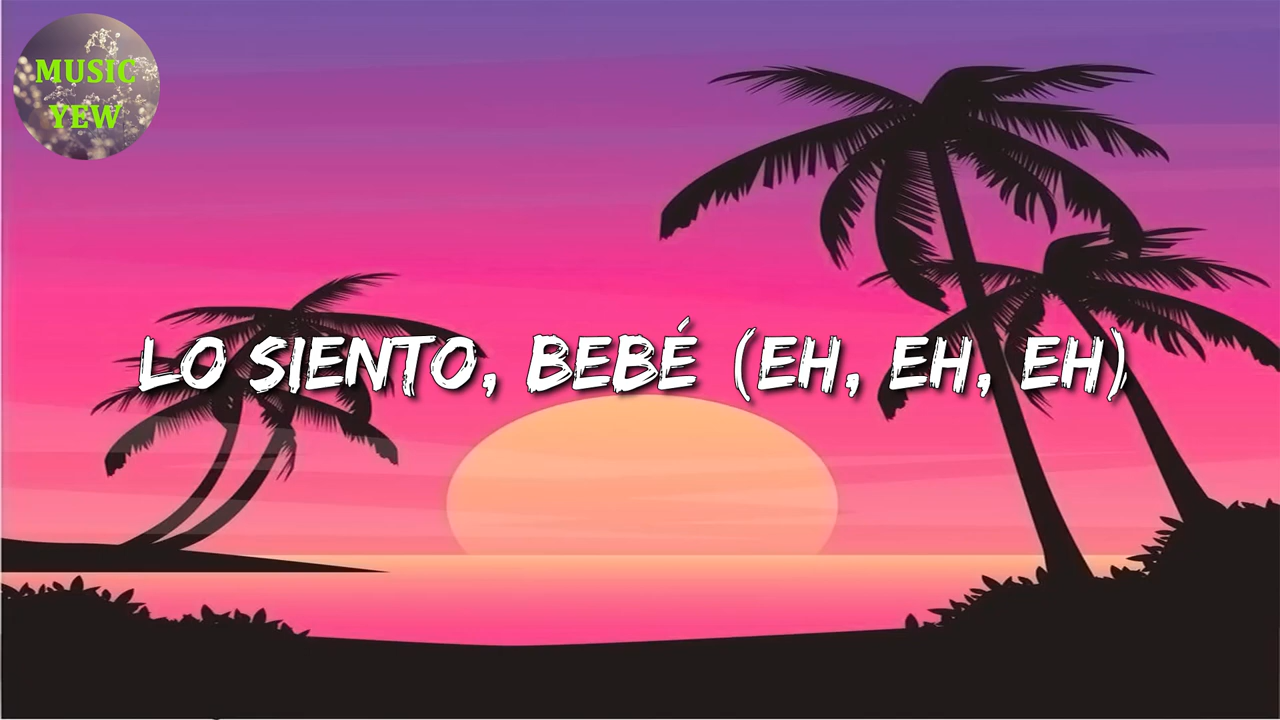 MUSIC
YEW
LO SIENTO, BEBÉ (EH, EH, EH)